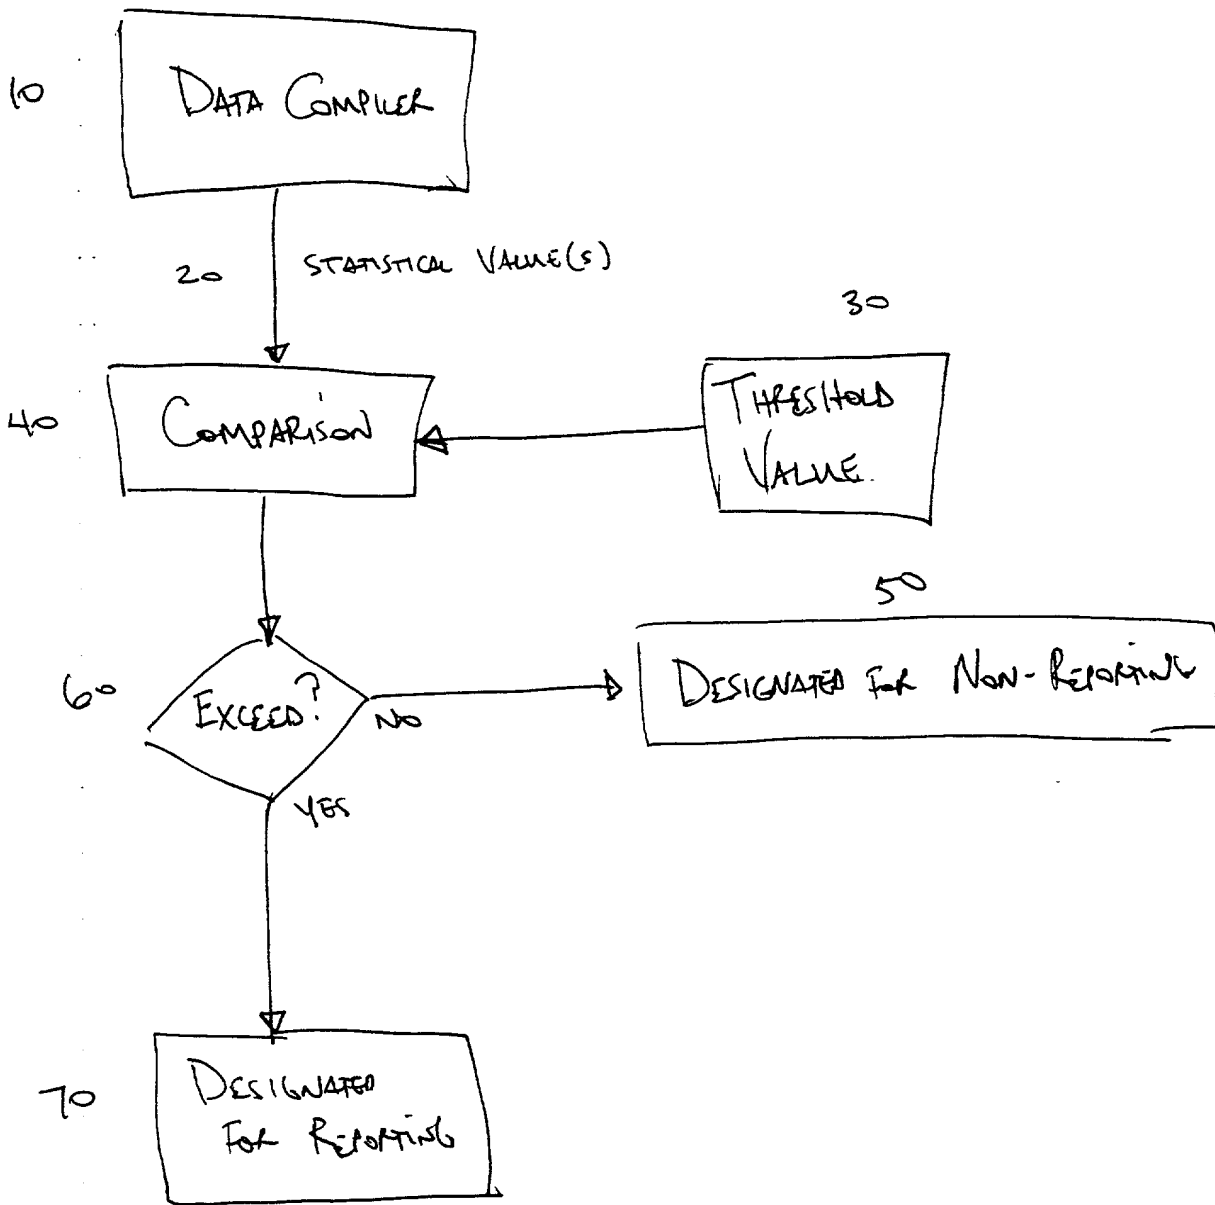 10
DATA COMPILER
20
STATISTICAL VALUE(S)
30
40
COMPARISON
THRESHOLD
VALUE.
50
60
EXCEED?
NO
DESIGNATED FOR NON-REPORTING
YES
70
DESIGNATED
FOR REPORTING